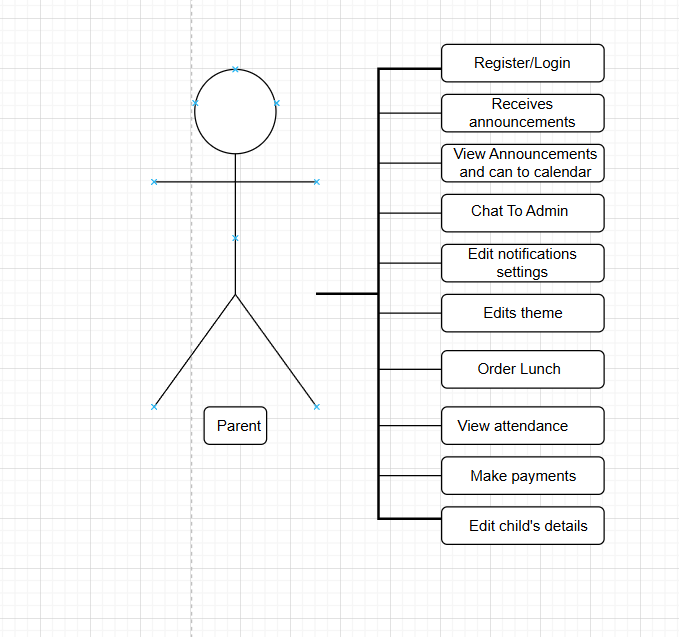 Register/Login
Receives
announcements
View Announcements
and can to calendar
Chat To Admin
Edit notifications
settings
Edits theme
Order Lunch
View attendance
Make payments
Edit child's details
Parent